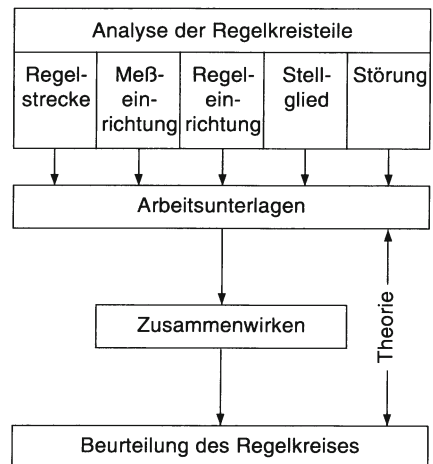 Analyse der Regelkreisteile
Regel-
strecke
Meß-
ein-
richtung
Regel-
ein-
richtung
Stell-
glied
Störung
Arbeitsunterlagen
Zusammenwirken
Theorie
Beurteilung des Regelkreises